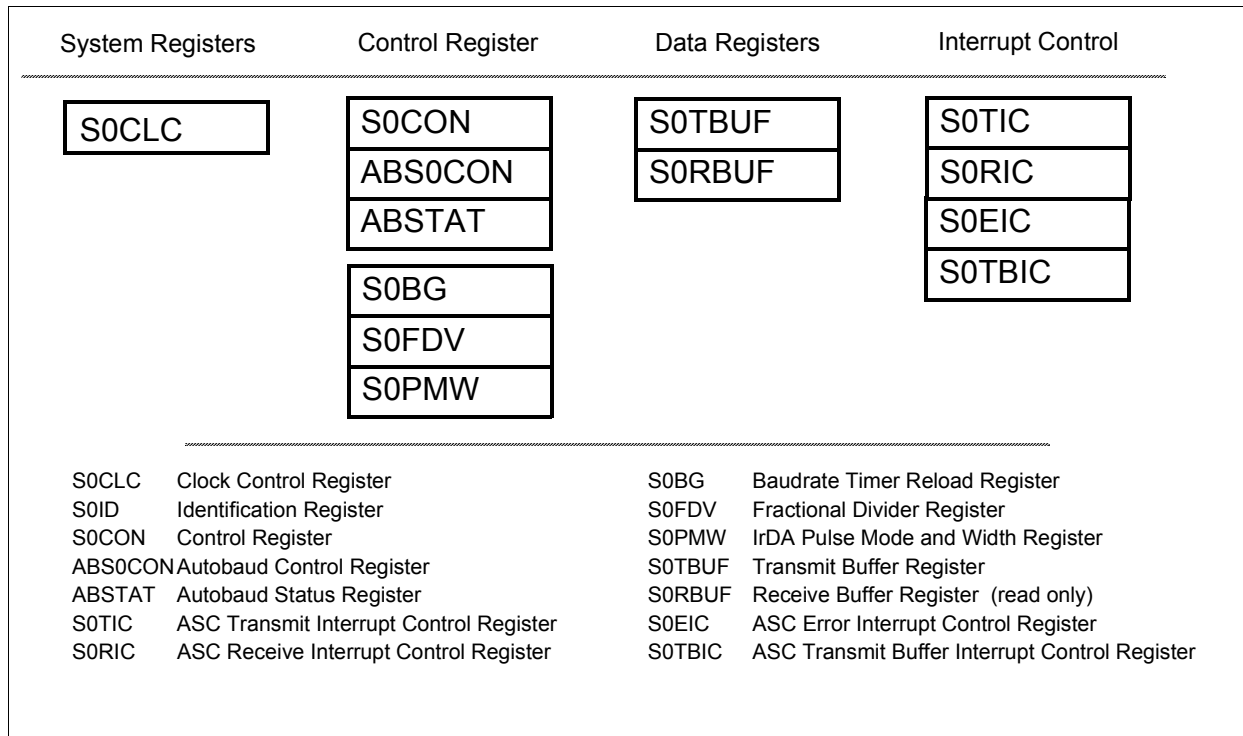 System Registers Control Register Data Registers Interrupt Control
S0CLC
S0CON
ABS0CON
ABSTAT
S0BG
S0FDV
S0PMW
S0TBUF
S0RBUF
S0TIC
S0RIC
S0EIC
S0TBIC
S0CLC Clock Control Register
S0ID Identification Register
S0CON Control Register
ABS0CON Autobaud Control Register
ABSTAT Autobaud Status Register
S0TIC ASC Transmit Interrupt Control Register
S0RIC ASC Receive Interrupt Control Register
S0BG Baudrate Timer Reload Register
S0FDV Fractional Divider Register
S0PMW IrDA Pulse Mode and Width Register
S0TBUF Transmit Buffer Register
S0RBUF Receive Buffer Register (read only)
S0EIC ASC Error Interrupt Control Register
S0TBIC ASC Transmit Buffer Interrupt Control Register